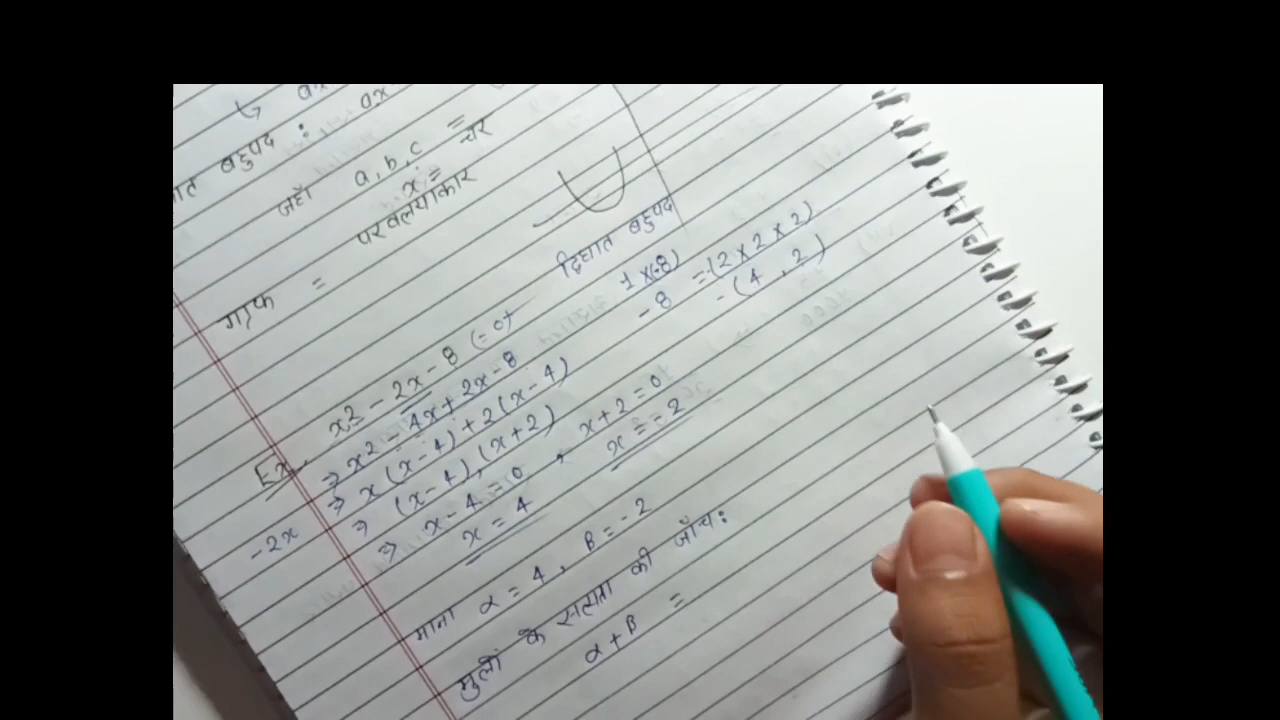 ax ax
बहुपद :
जहाँ a, b, c =
x = चर
ग्राफ = परवलयाकार
द्विघात बहुपद
Ex. x² - 2x - 8 (= 0)
1 x(-8)
- 8 = (2 x 2 x 2)
- (4 , 2)
⇒ x² - 4x + 2x - 8
- 2x ⇒ x (x - 4) + 2 (x - 4)
⇒ (x - 4), (x + 2)
⇒ x - 4 = 0 , x + 2 = 0
x = 4 x = - 2
माना α = 4 , β = - 2
मुलों के सत्यता की जाँच:
α + β =